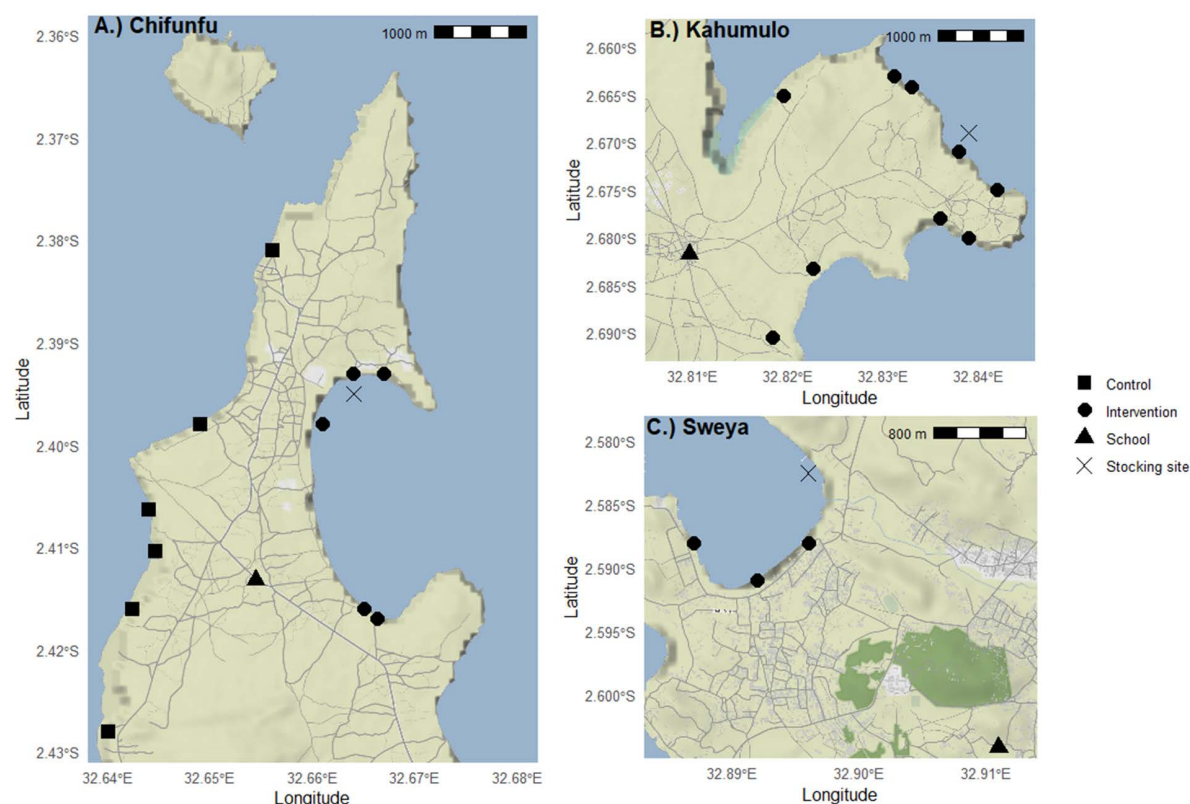 A.) Chifunfu
1000 m
2.36°S
2.37°S
2.38°S
2.39°S
2.40°S
2.41°S
2.42°S
2.43°S
Latitude
32.64°E 32.65°E 32.66°E 32.67°E 32.68°E
Longitude
B.) Kahumulo
1000 m
2.660°S
2.665°S
2.670°S
2.675°S
2.680°S
2.685°S
2.690°S
Latitude
32.81°E 32.82°E 32.83°E 32.84°E
Longitude
C.) Sweya
800 m
2.580°S
2.585°S
2.590°S
2.595°S
2.600°S
Latitude
32.89°E 32.90°E 32.91°E
Longitude
Control
Intervention
School
Stocking site